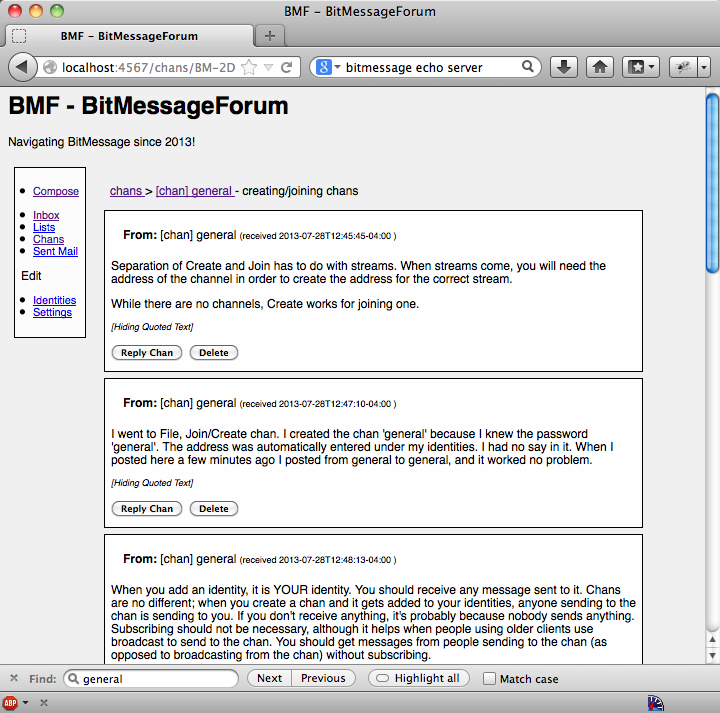 BMF - BitMessageForum
BMF - BitMessageForum
localhost:4567/chans/BM-2D
bitmessage echo server
BMF - BitMessageForum
Navigating BitMessage since 2013!
Compose
Inbox
Lists
Chans
Sent Mail
Edit
Identities
Settings
chans > [chan] general - creating/joining chans
From: [chan] general (received 2013-07-28T12:45:45-04:00 )
Separation of Create and Join has to do with streams. When streams come, you will need the
address of the channel in order to create the address for the correct stream.
While there are no channels, Create works for joining one.
[Hiding Quoted Text]
Reply Chan Delete
From: [chan] general (received 2013-07-28T12:47:10-04:00 )
I went to File, Join/Create chan. I created the chan 'general' because I knew the password
'general'. The address was automatically entered under my identities. I had no say in it. When I
posted here a few minutes ago I posted from general to general, and it worked no problem.
[Hiding Quoted Text]
Reply Chan Delete
From: [chan] general (received 2013-07-28T12:48:13-04:00 )
When you add an identity, it is YOUR identity. You should receive any message sent to it. Chans
are no different; when you create a chan and it gets added to your identities, anyone sending to the
chan is sending to you. If you don't receive anything, it's probably because nobody sends anything.
Subscribing should not be necessary, although it helps when people using older clients use
broadcast to send to the chan. You should get messages from people sending to the chan (as
opposed to broadcasting from the chan) without subscribing.
Find: general Next Previous Highlight all Match case
ABP